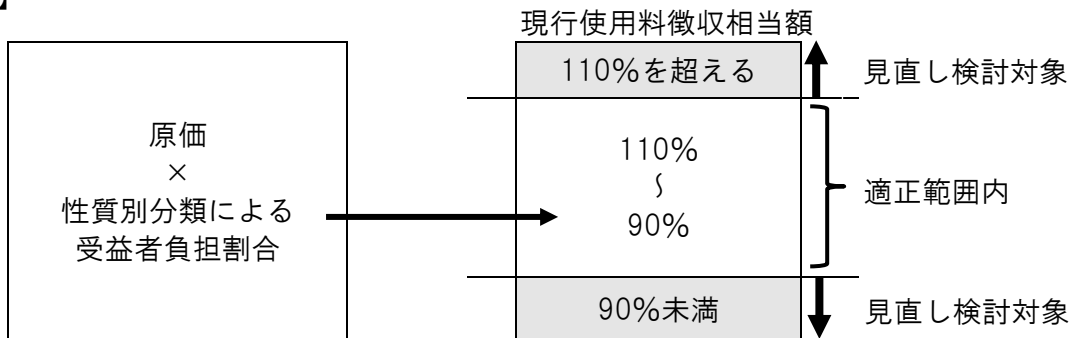 】
現行使用料徴収相当額
110%を超える
見直し検討対象
原価
×
性質別分類による
受益者負担割合
110%
∫
90%
適正範囲内
90%未満
見直し検討対象